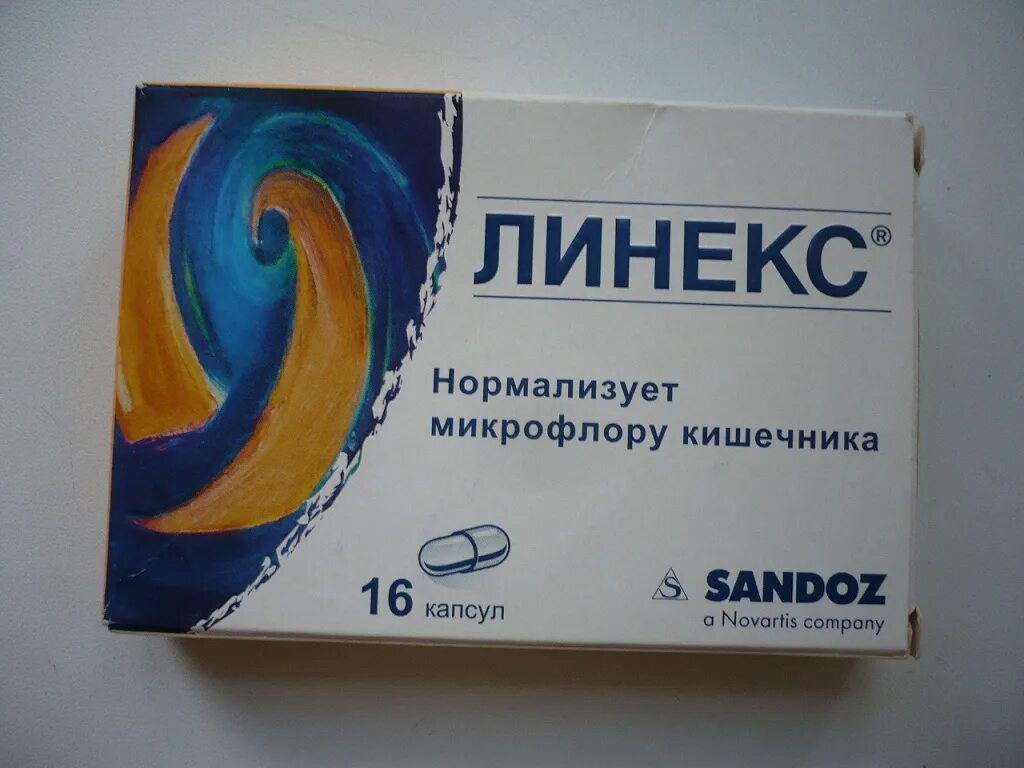 ЛИНЕКС®
Нормализует
микрофлору кишечника
16 капсул
S SANDOZ
a Novartis company